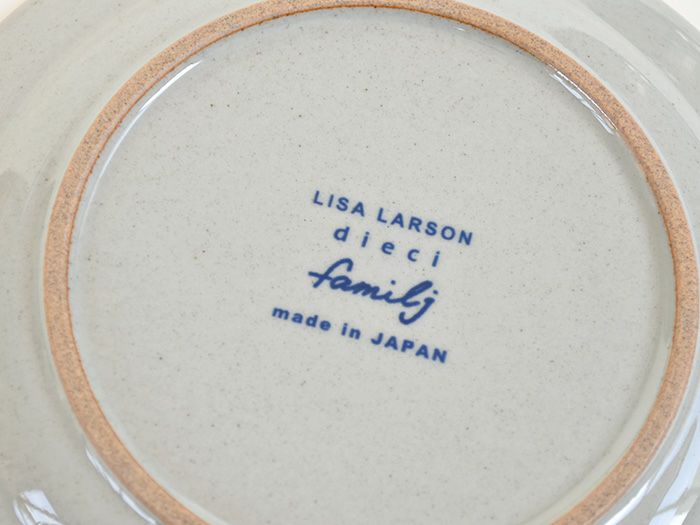 LISA LARSON
dieci
familj
made in JAPAN